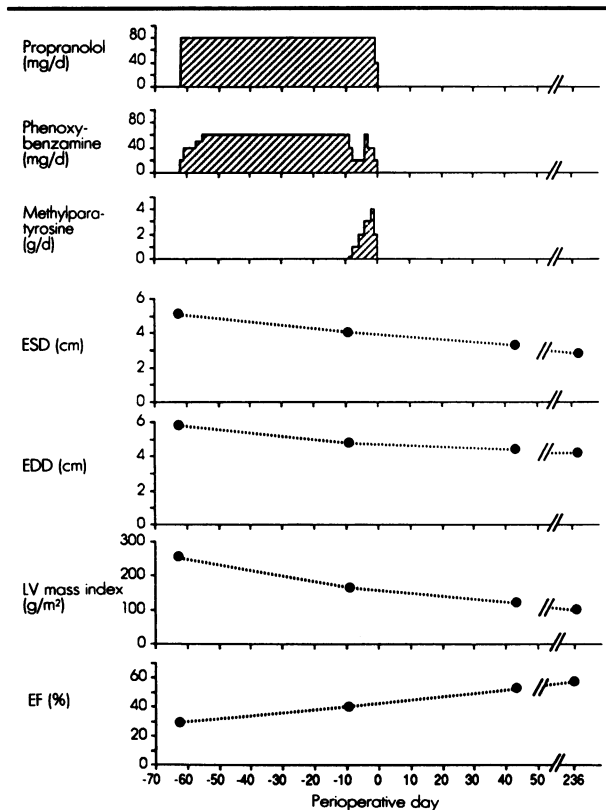 Propranolol
(mg/d)
80
40
0
Phenoxy-
benzamine
(mg/d)
80
40
0
Methylpara-
tyrosine
(g/d)
4
2
0
ESD (cm)
6
4
2
0
EDD (cm)
6
4
2
0
LV mass index
(g/m²)
300
200
100
0
EF (%)
60
40
20
0
-70 -60 -50 -40 -30 -20 -10 0 10 20 30 40 50 236
Perioperative day